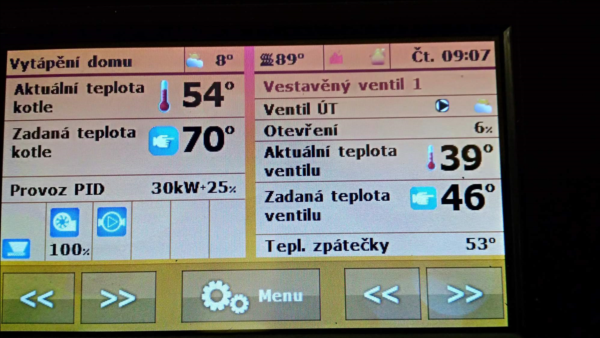 Vytápění domu 8° 89° Čt. 09:07
Aktuální teplota kotle 54°
Zadaná teplota kotle 70°
Provoz PID 30kW÷25%
100%
Vestavěný ventil 1
Ventil ÚT
Otevření 6%
Aktuální teplota ventilu 39°
Zadaná teplota ventilu 46°
Tepl. zpátečky 53°
<< >> Menu << >>